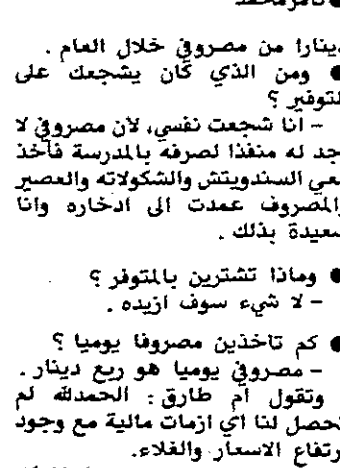 دينارا من مصروفي خلال العام .
● ومن الذي كان يشجعك على
التوفير ؟
– انا شجعت نفسي، لان مصروفي لا
اجد له منفذا لصرفه بالمدرسة فآخذ
معي السندويتش والشكولاته والعصير
والمصروف عمدت الى ادخاره وانا
سعيدة بذلك .
● وماذا تشترين بالمتوفر ؟
– لا شيء سوف ازيده .
● كم تاخذين مصروفا يوميا ؟
– مصروفي يوميا هو ربع دينار .
وتقول ام طارق : الحمدلله لم
تحصل لنا اي ازمات مالية مع وجود
ارتفاع الاسعار والغلاء.